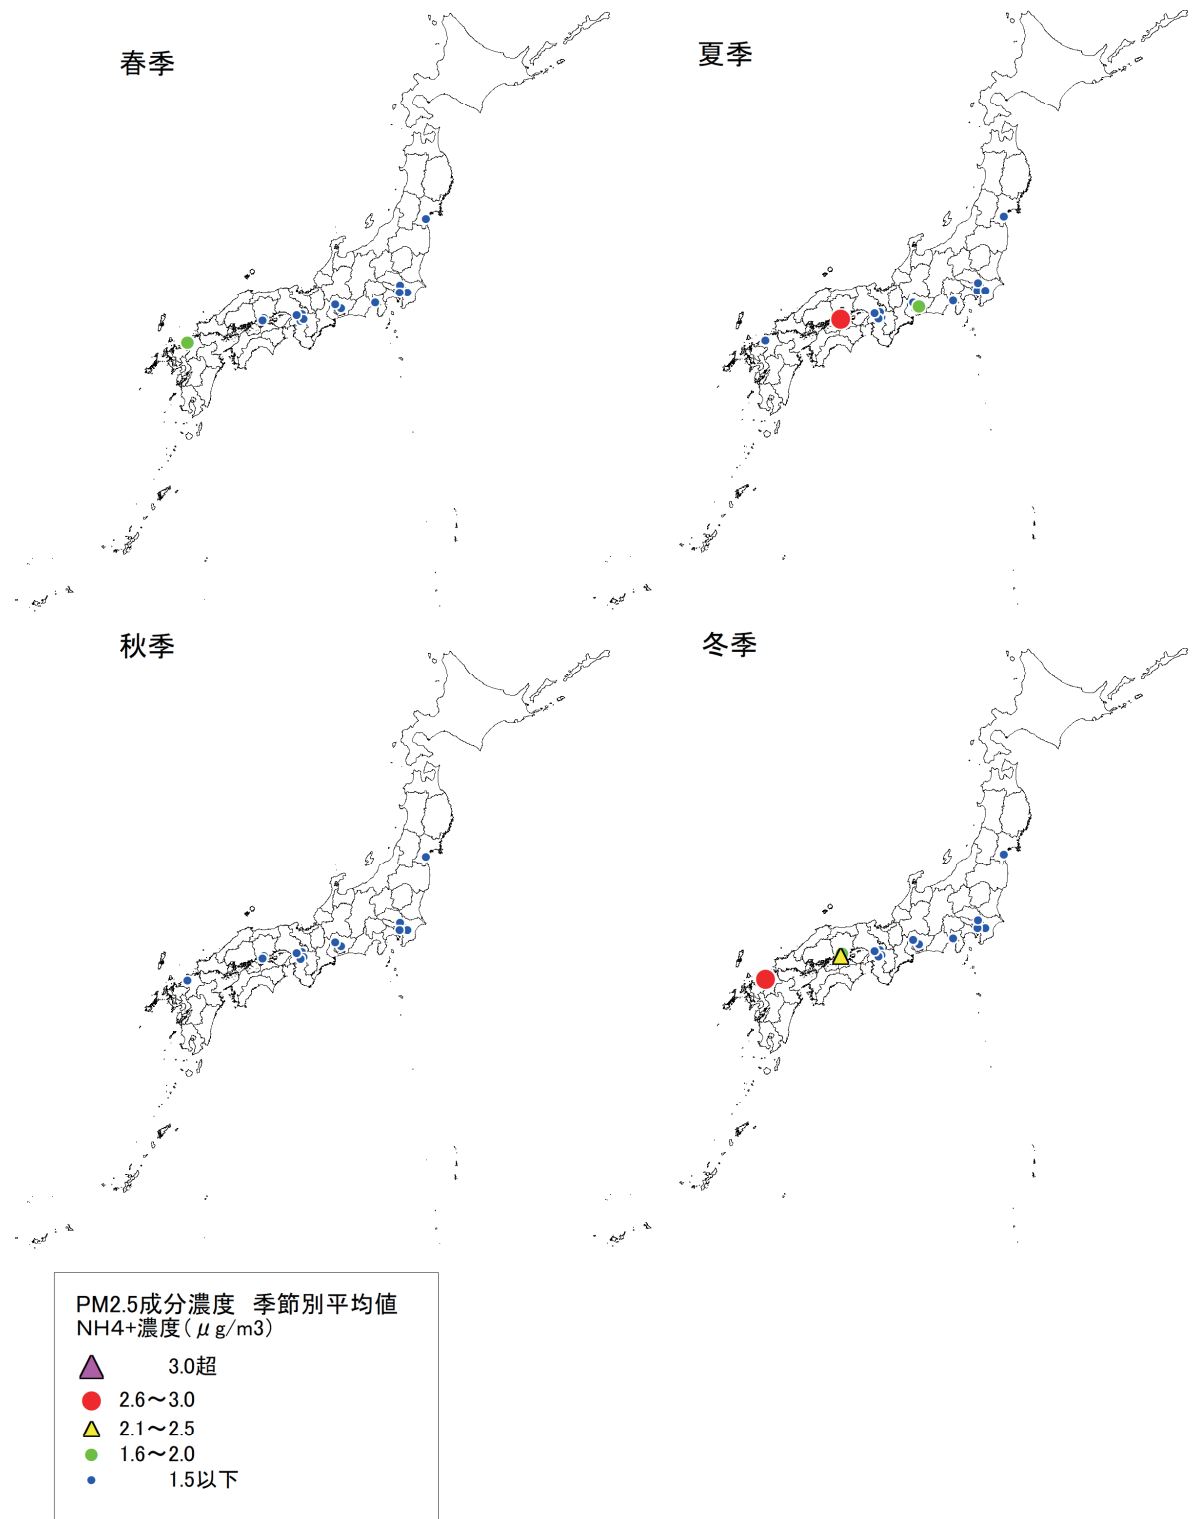 春季
夏季
秋季
冬季
PM2.5成分濃度　季節別平均値
NH4+濃度(μg/m3)
3.0超
2.6～3.0
2.1～2.5
1.6～2.0
1.5以下